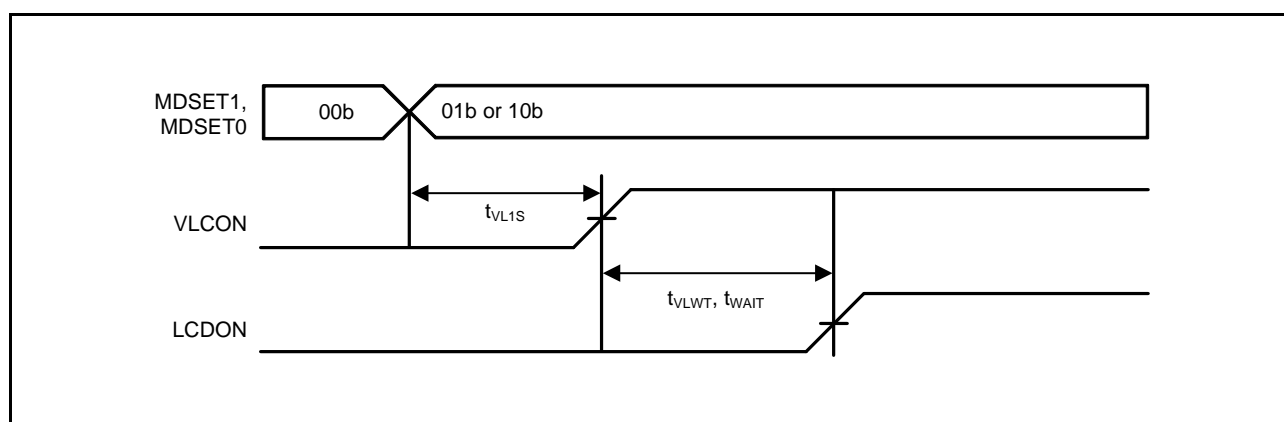 MDSET1,
MDSET0
00b
01b or 10b
tVL1S
VLCON
tVLWT, tWAIT
LCDON